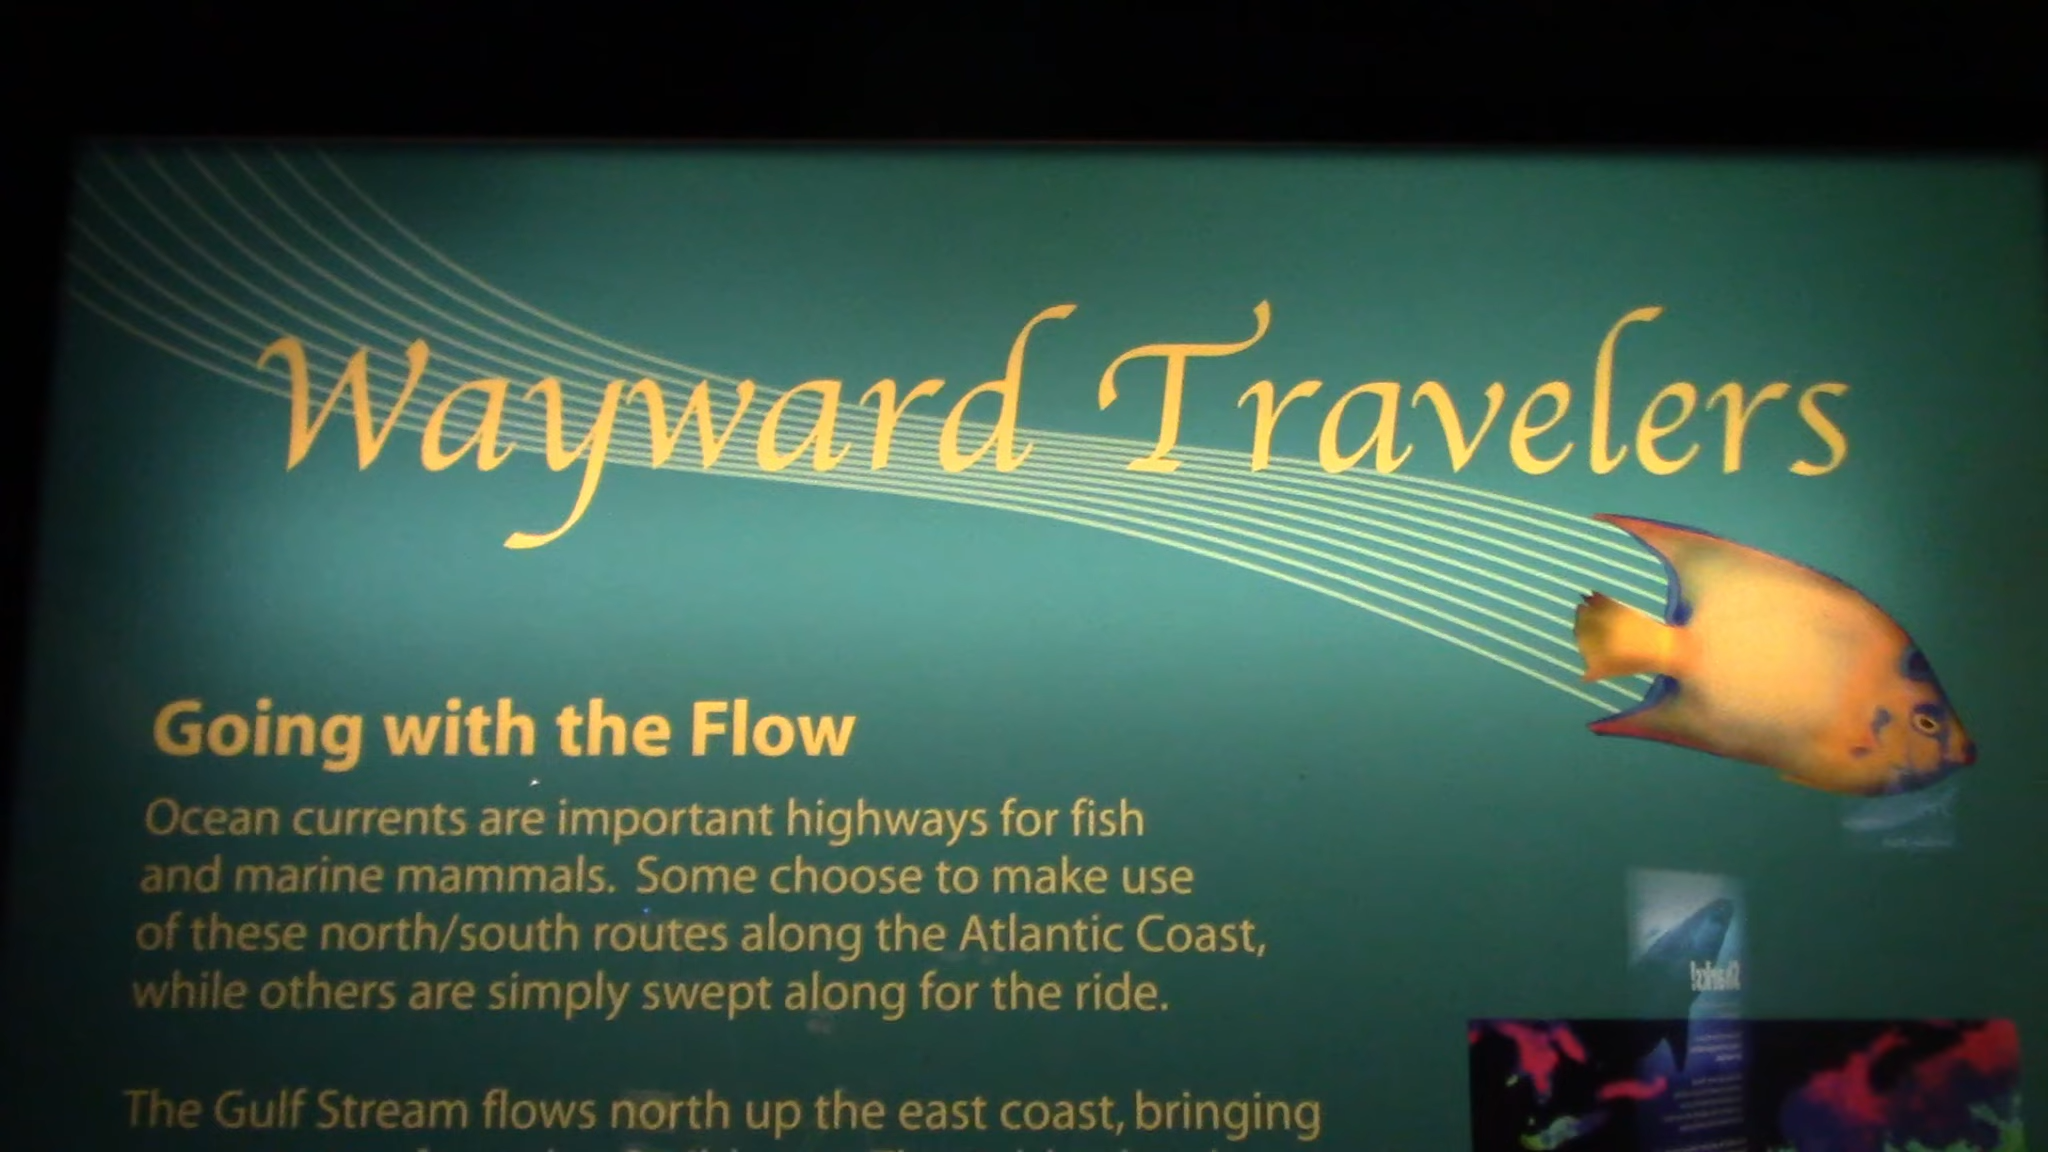 Wayward Travelers
Going with the Flow
Ocean currents are important highways for fish
and marine mammals. Some choose to make use
of these north/south routes along the Atlantic Coast,
while others are simply swept along for the ride.
The Gulf Stream flows north up the east coast, bringing